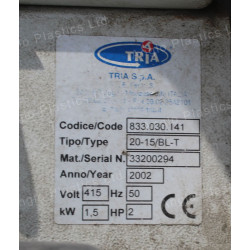 TRIA
TRIA S.p.A.
Codice/Code 833.030.141
Tipo/Type 20-15/BL-T
Mat./Serial N. 33200294
Anno/Year 2002
Volt 415 Hz 50
kW 1.5 HP 2 CE